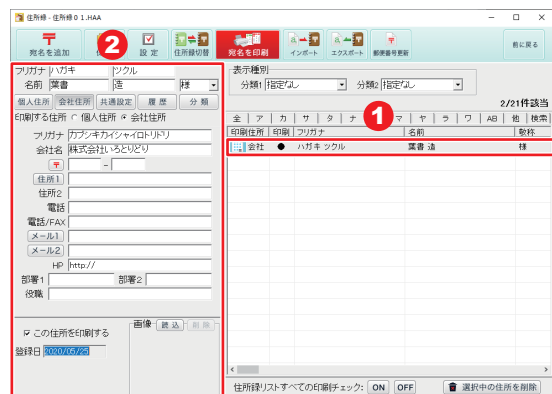 住所録 - 住所録０１.HAA
宛名を追加
2
設 定
住所録切替
宛名を印刷
インポート
エクスポート
郵便番号更新
前に戻る
フリガナ ハガキ ツクル
名前 葉書 造 様
個人住所 会社住所 共通設定 履 歴 分 類
印刷する住所 個人住所 会社住所
フリガナ カブシキカイシャイロトリドリ
会社名 株式会社いろとりどり
〒 -
住所1
住所2
電話
電話/FAX
メール1
メール2
HP http://
部署1 部署2
役職
画像 読 込 削 除
この住所を印刷する
登録日 2020/05/25
表示種別
分類1 指定なし 分類2 指定なし
2/21件該当
1
全 ア カ サ タ ナ マ ヤ ラ ワ AB 他 検索
印刷住所 印刷 フリガナ 名前 敬称
会社 ● ハガキ ツクル 葉書 造 様
住所録リストすべての印刷チェック: ON OFF 選択中の住所を削除